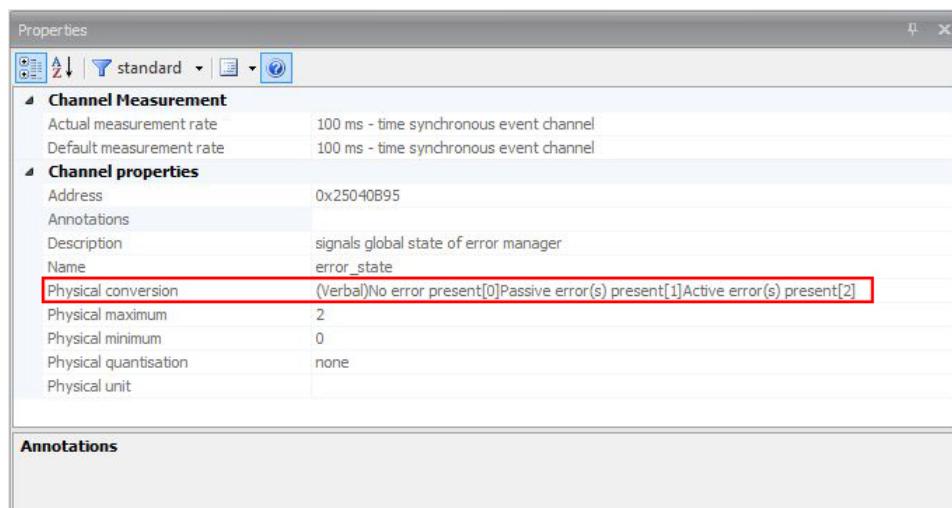 Properties
standard
Channel Measurement
Actual measurement rate 100 ms - time synchronous event channel
Default measurement rate 100 ms - time synchronous event channel
Channel properties
Address 0x25040B95
Annotations
Description signals global state of error manager
Name error_state
Physical conversion (Verbal)No error present[0]Passive error(s) present[1]Active error(s) present[2]
Physical maximum 2
Physical minimum 0
Physical quantisation none
Physical unit
Annotations